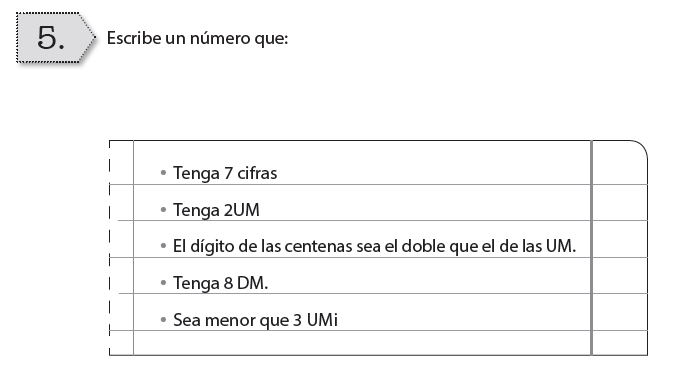 5.
Escribe un número que:
• Tenga 7 cifras
• Tenga 2UM
• El dígito de las centenas sea el doble que el de las UM.
• Tenga 8 DM.
• Sea menor que 3 UMi